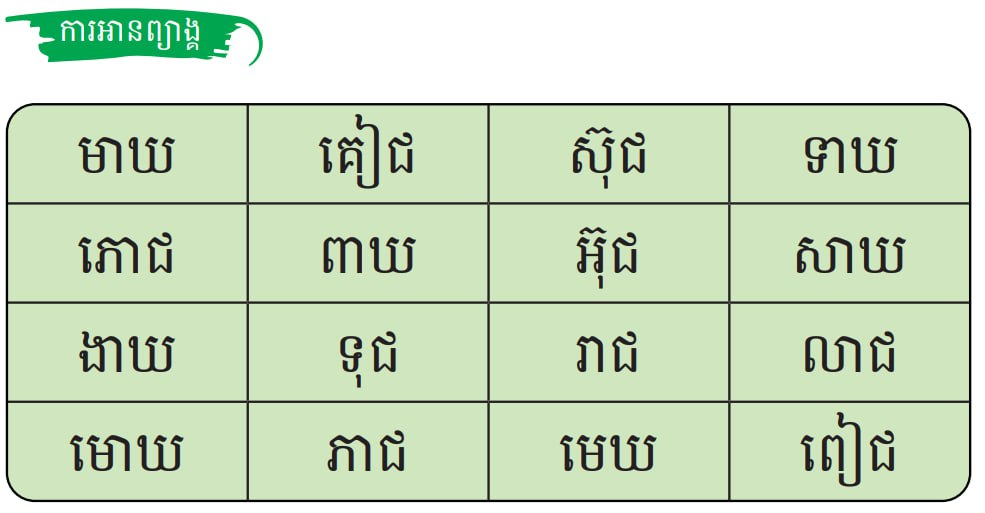 ការអានព្យាង្គ
មាឃ គៀជ ស៊ុជ ទាឃ
ភោជ ពាឃ អ៊ុជ សាឃ
ងាឃ ទុជ រាជ លាជ
មោឃ ភាជ មេឃ ពៀជ